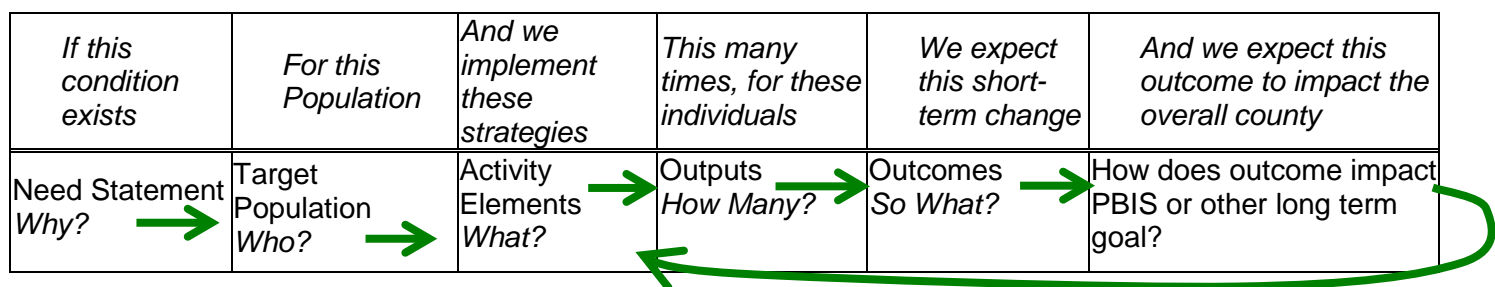 If this
condition
exists
For this
Population
And we
implement
these
strategies
This many
times, for these
individuals
We expect
this short-
term change
And we expect this
outcome to impact the
overall county
Need Statement
Why?
Target
Population
Who?
Activity
Elements
What?
Outputs
How Many?
Outcomes
So What?
How does outcome impact
PBIS or other long term
goal?